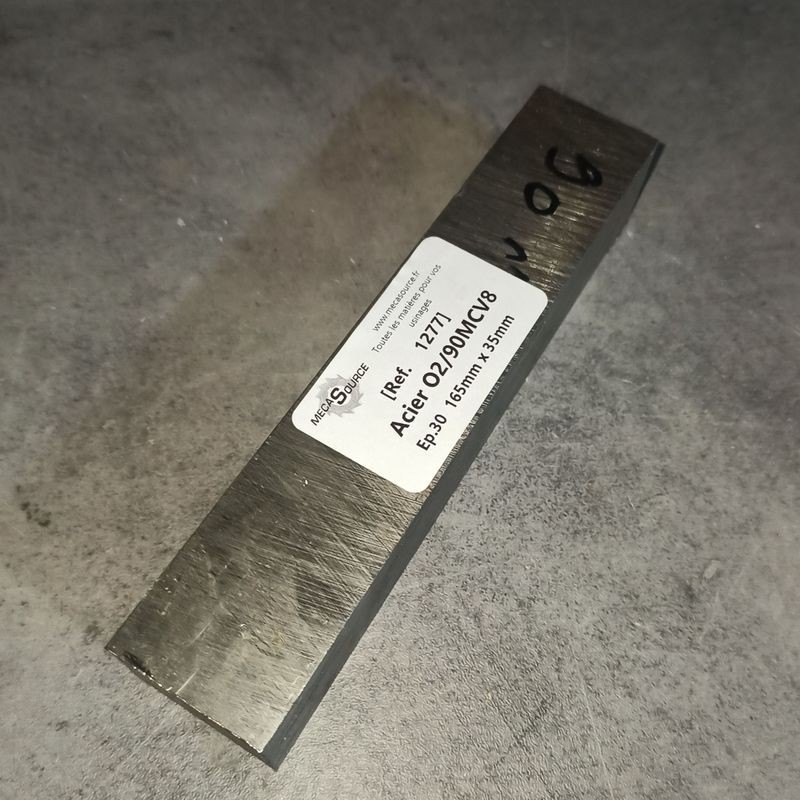 www.mecasource.fr
Toutes les matières pour vos
usinages
MECASOURCE
[Ref. 1277]
Acier O2/90MCV8
Ep.30 165mm x 35mm
90 M